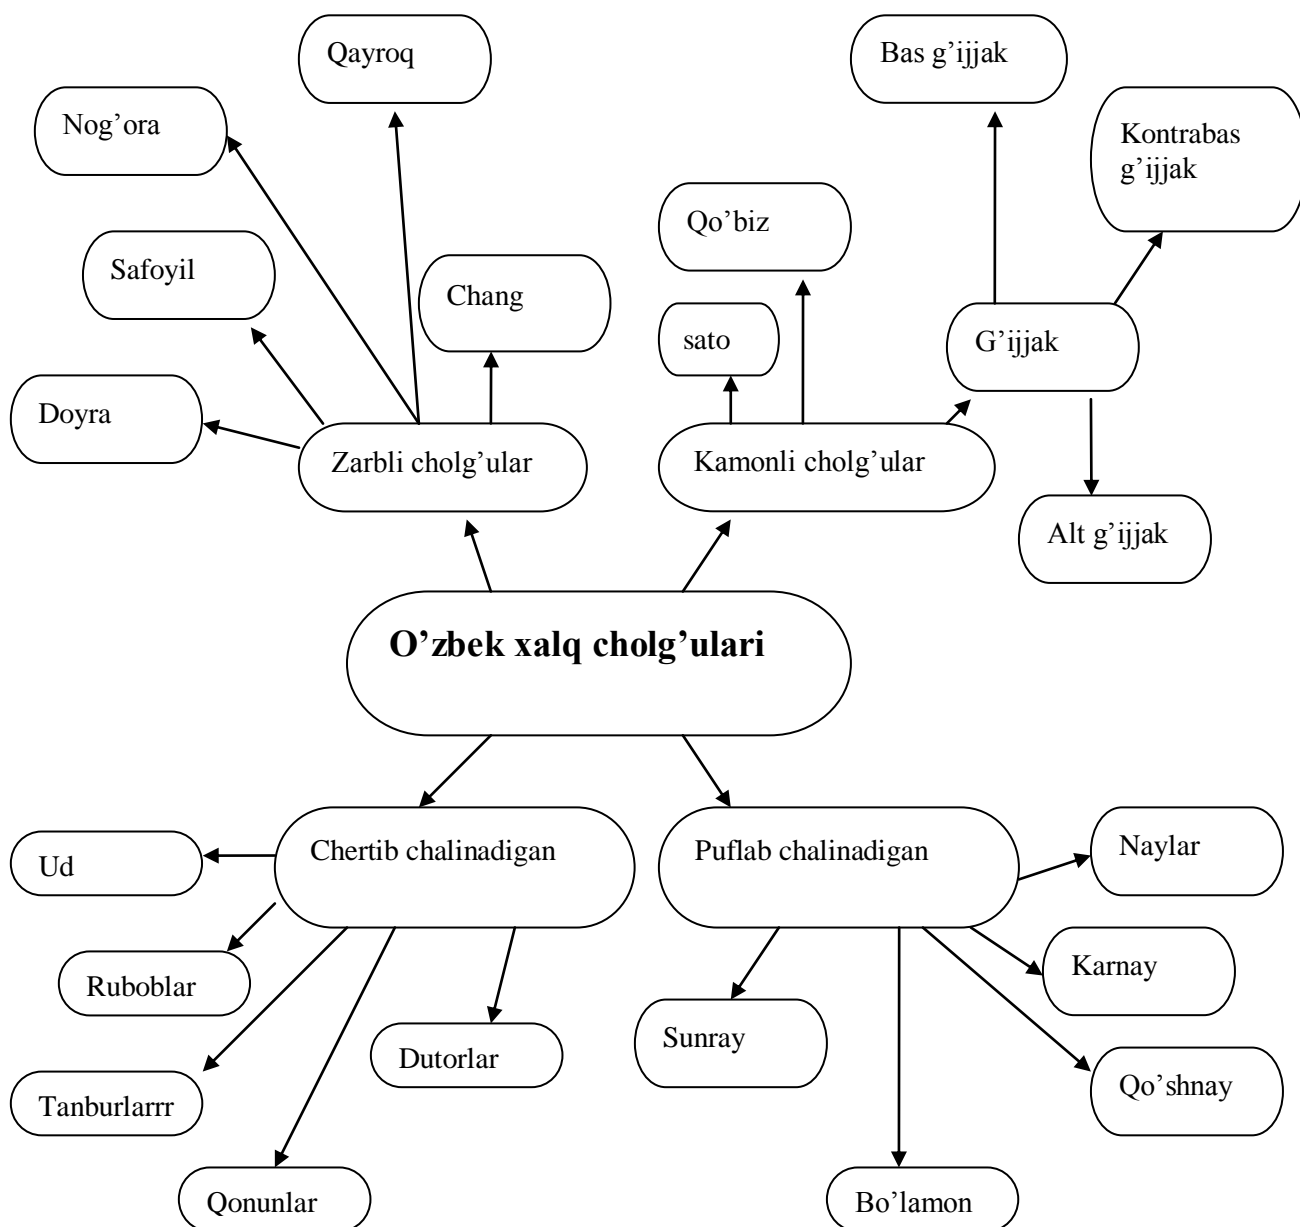 Qayroq
Bas g’ijjak
Nog’ora
Kontrabas
g’ijjak
Qo’biz
Safoyil
Chang
sato
G’ijjak
Doyra
Zarbli cholg’ular
Kamonli cholg’ular
Alt g’ijjak
O’zbek xalq cholg’ulari
Ud
Chertib chalinadigan
Puflab chalinadigan
Naylar
Ruboblar
Karnay
Dutorlar
Sunray
Tanburlarrr
Qo’shnay
Qonunlar
Bo’lamon